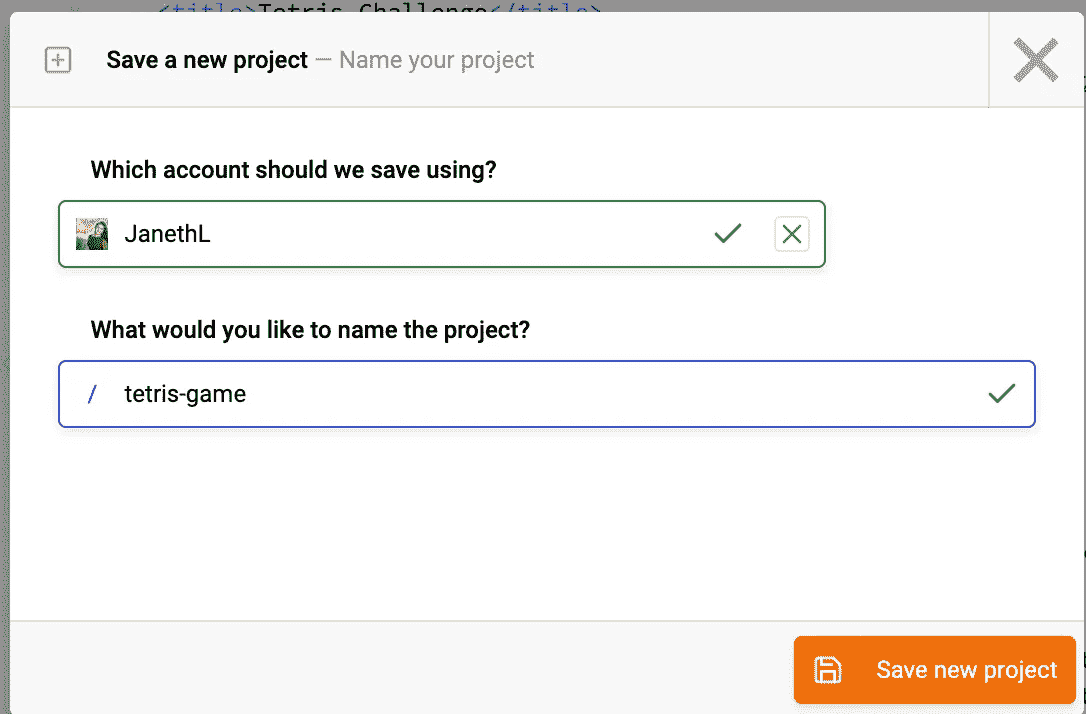 <title>Tetris Challenge</title>
Save a new project — Name your project
Which account should we save using?
JanethL
What would you like to name the project?
/ tetris-game
Save new project